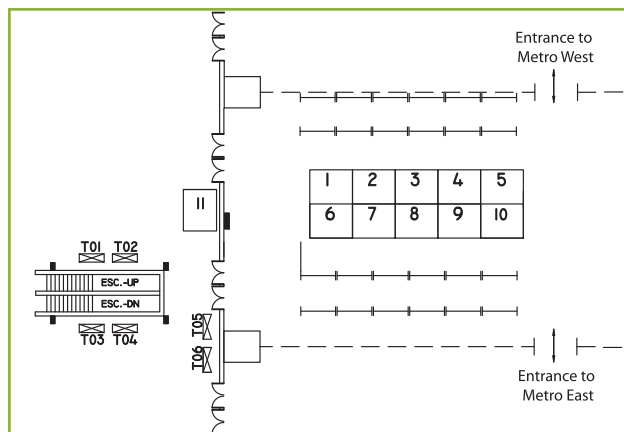 Entrance to
Metro West
1 2 3 4 5
6 7 8 9 10
11
T01 T02
ESC.-UP
ESC.-DN
T03 T04
T05
T06
Entrance to
Metro East